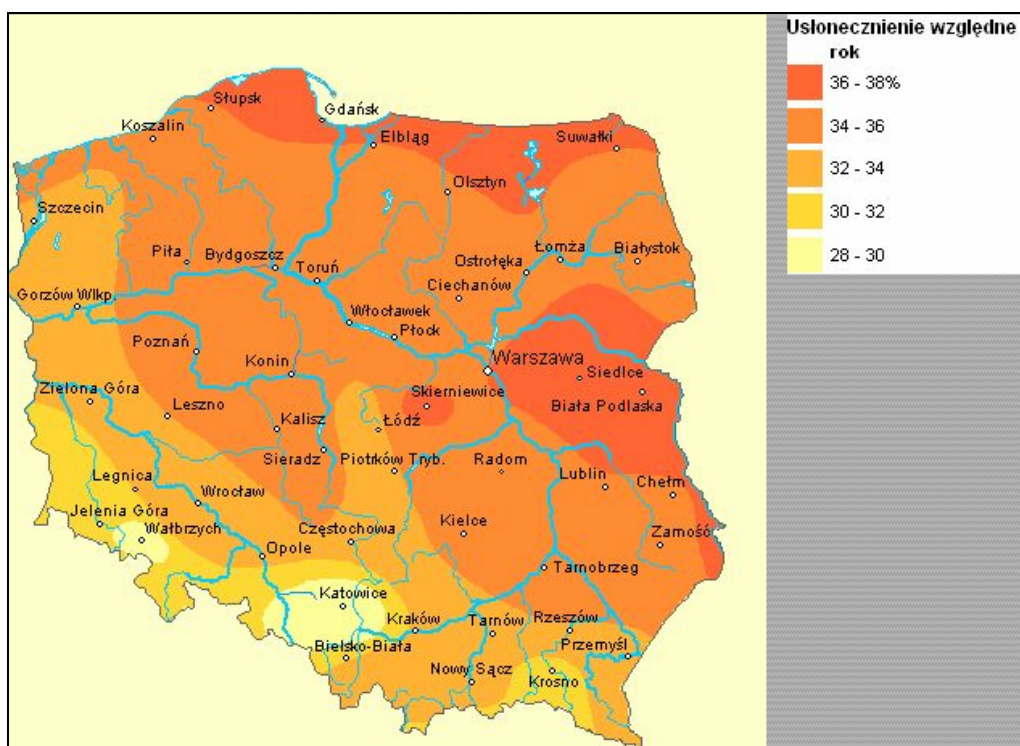 Usłonecznienie względne
rok
36 - 38%
34 - 36
32 - 34
30 - 32
28 - 30
Słupsk
Gdańsk
Koszalin
Elbląg
Suwałki
Olsztyn
Szczecin
Piła
Bydgoszcz
Toruń
Łomża
Białystok
Ostrołęka
Ciechanów
Gorzów Wlkp.
Włocławek
Płock
Poznań
Konin
Warszawa
Siedlce
Zielona Góra
Leszno
Skierniewice
Biała Podlaska
Kalisz
Łódź
Sieradz
Piotrków Tryb.
Radom
Lublin
Chełm
Legnica
Wrocław
Jelenia Góra
Wałbrzych
Częstochowa
Kielce
Zamość
Opole
Tarnobrzeg
Katowice
Kraków
Tarnów
Rzeszów
Bielsko-Biała
Przemyśl
Nowy Sącz
Krosno